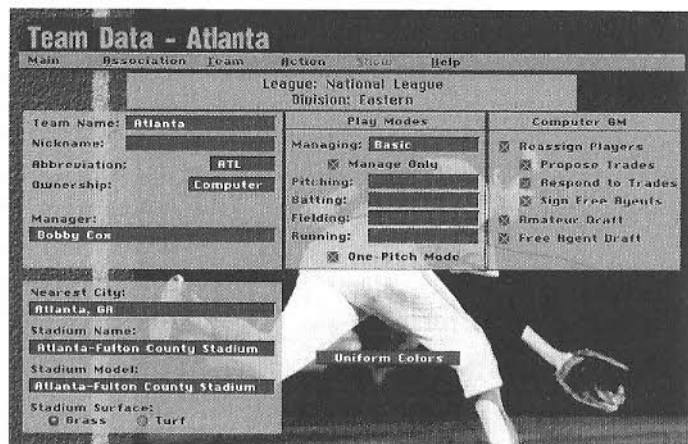 Team Data - Atlanta
Main Association Team Action Show Help
League: National League
Division: Eastern
Team Name: Atlanta
Nickname:
Abbreviation: ATL
Ownership: Computer
Manager:
Bobby Cox
Play Modes
Managing: Basic
Manage Only
Pitching:
Batting:
Fielding:
Running:
One-Pitch Mode
Computer GM
Reassign Players
Propose Trades
Respond to Trades
Sign Free Agents
Amateur Draft
Free Agent Draft
Nearest City:
Atlanta, GA
Stadium Name:
Atlanta-Fulton County Stadium
Stadium Model:
Atlanta-Fulton County Stadium
Stadium Surface:
Grass Turf
Uniform Colors